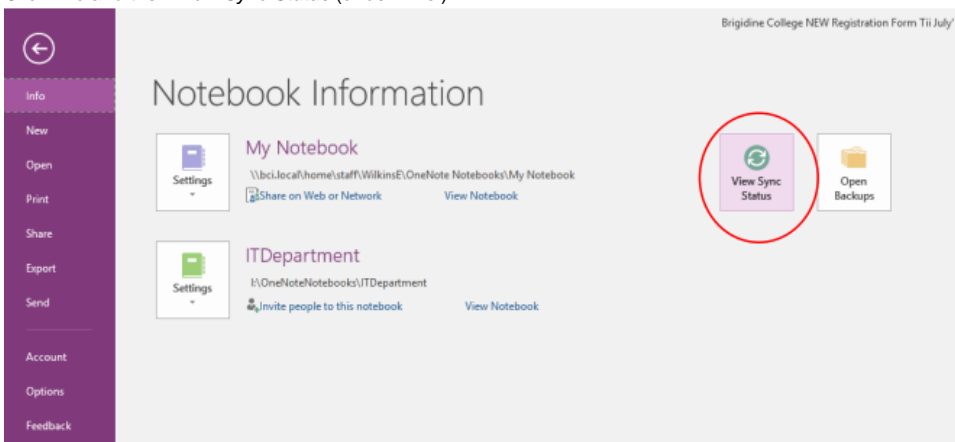 Brigidine College NEW Registration Form Tii July'
Info
Notebook Information
New
My Notebook
Open
Settings
\\bci.local\home\staff\WilkinsE\OneNote Notebooks\My Notebook
View Sync Status
Open Backups
Share on Web or Network
View Notebook
Print
Share
ITDepartment
Export
Settings
I:\OneNoteNotebooks\ITDepartment
Send
Invite people to this notebook
View Notebook
Account
Options
Feedback